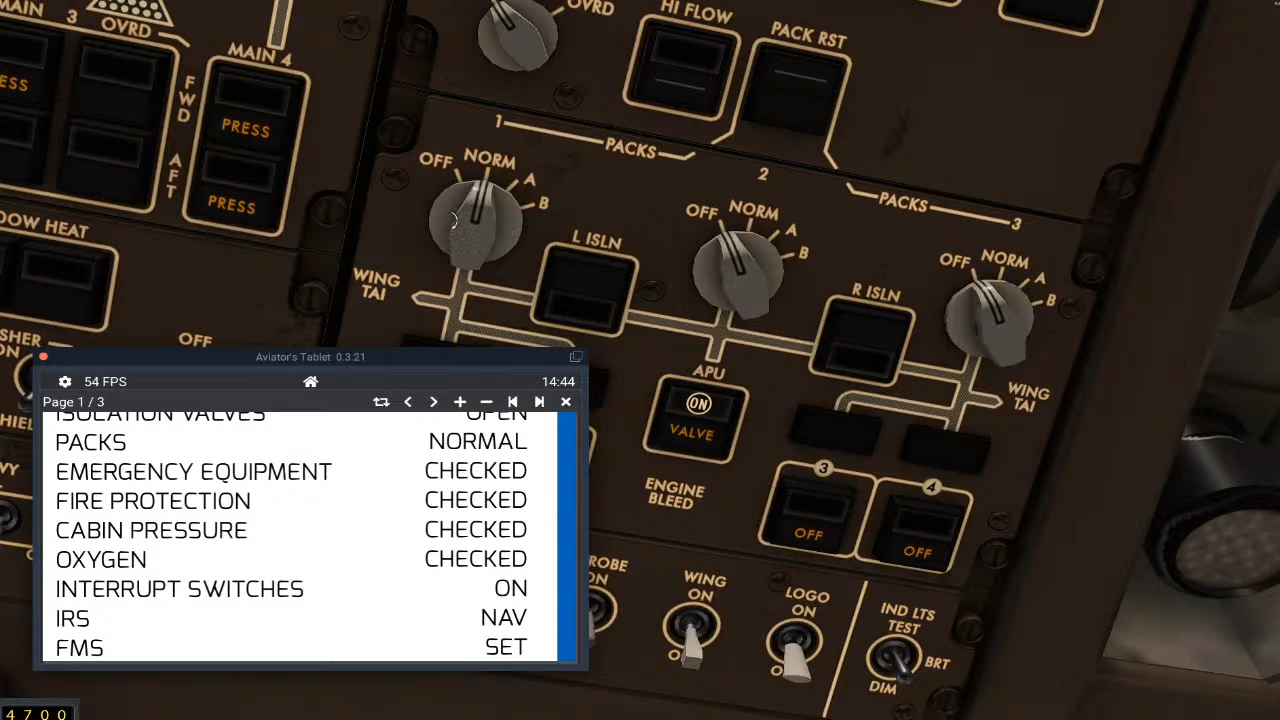 MAIN
3
OVRD
MAIN 4
PRESS
PRESS
FWD
AFT
OVRD
HI FLOW
PACK RST
1
PACKS
2
PACKS
3
OFF NORM A B
OFF NORM A B
OFF NORM A B
L ISLN
R ISLN
WING
TAI
WING
TAI
APU
ON
VALVE
ENGINE
BLEED
3
4
OFF
OFF
OFF
WING
ON
LOGO
ON
IND LTS
TEST
BRT
DIM
Aviator's Tablet 0.3.21
54 FPS
14:44
Page 1 / 3
ISOLATION VALVES OPEN
PACKS NORMAL
EMERGENCY EQUIPMENT CHECKED
FIRE PROTECTION CHECKED
CABIN PRESSURE CHECKED
OXYGEN CHECKED
INTERRUPT SWITCHES ON
IRS NAV
FMS SET
4700